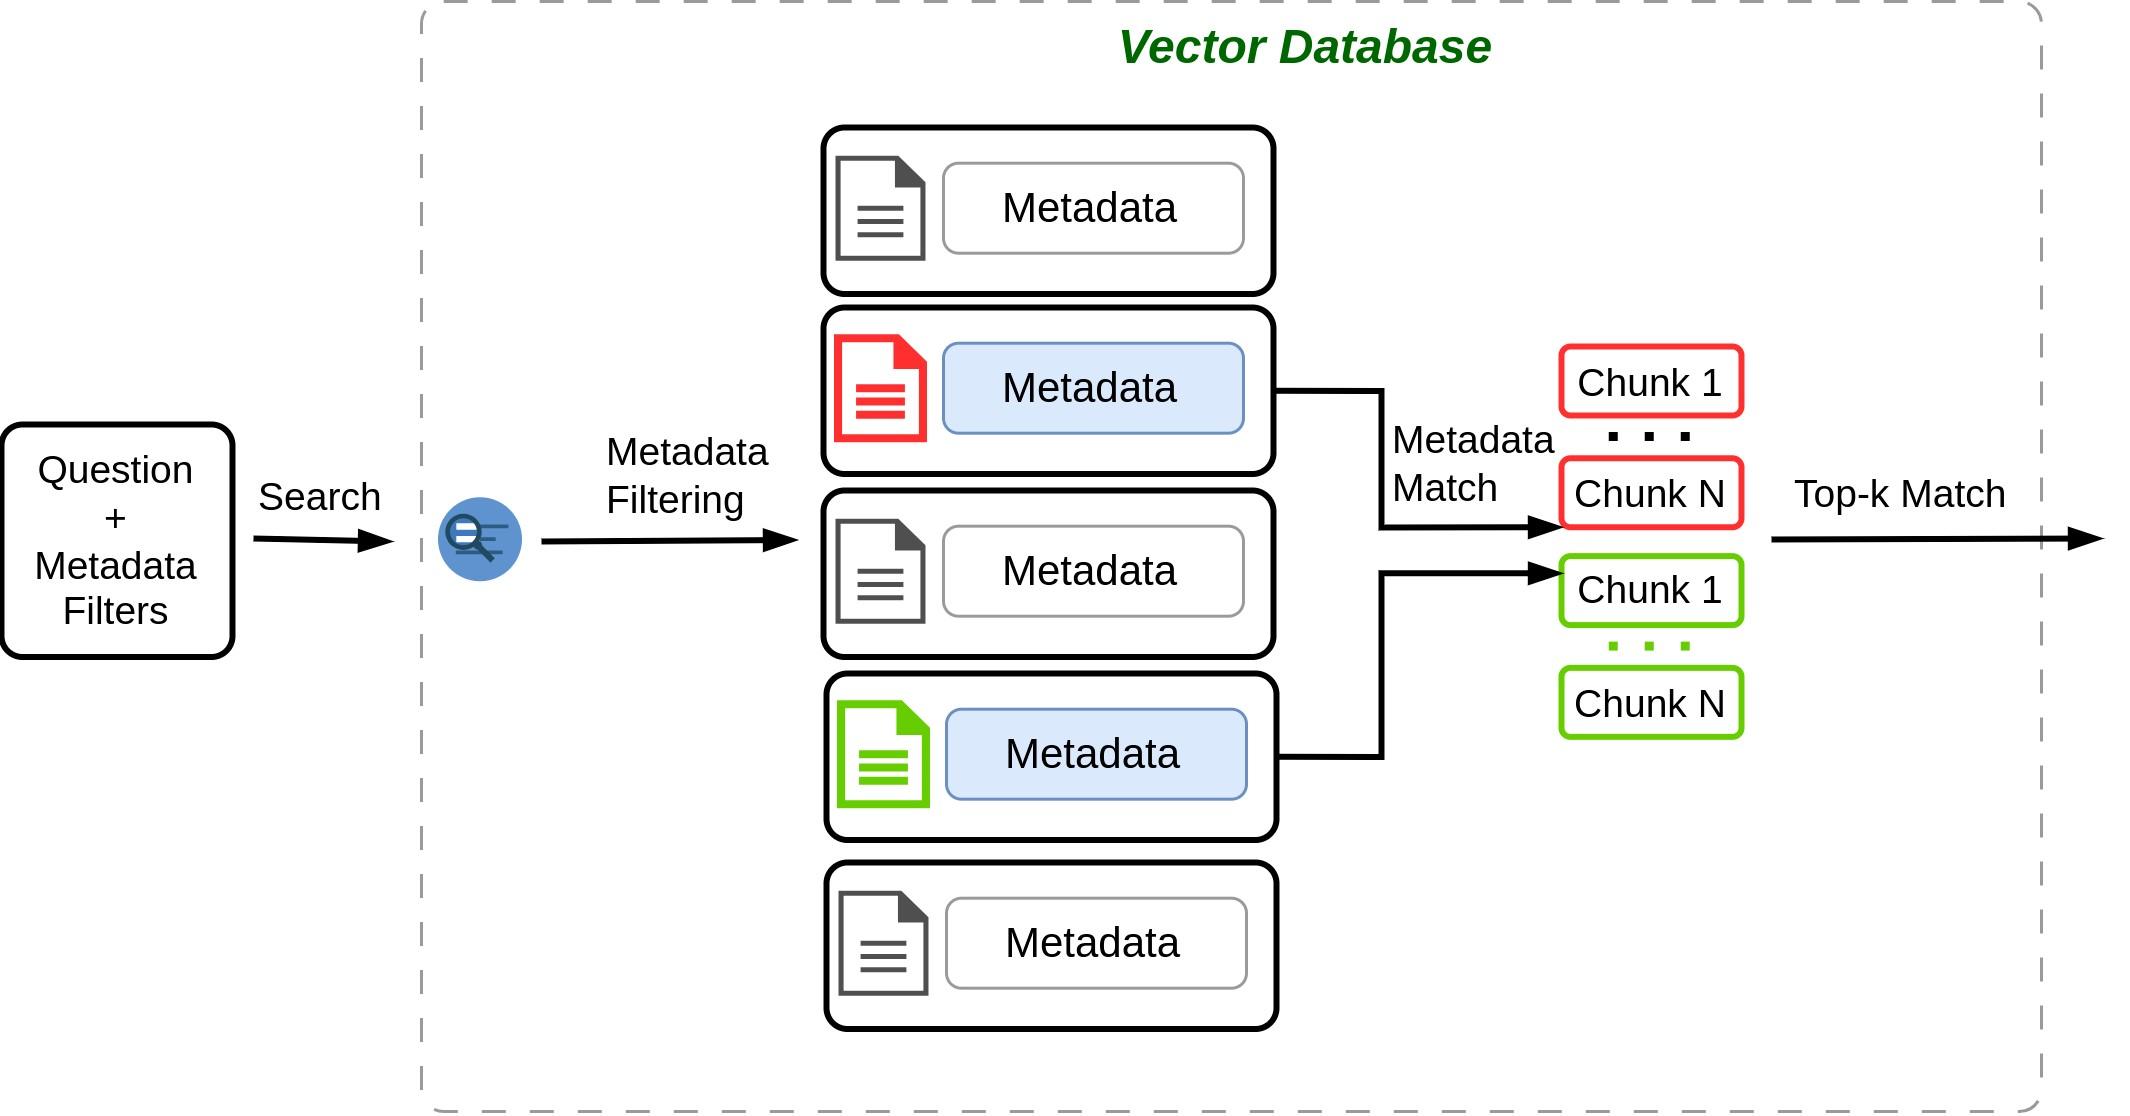 Vector Database
Question
+
Metadata
Filters
Search
Metadata
Filtering
Metadata
Metadata
Metadata
Metadata
Metadata
Metadata
Match
Chunk 1
. . .
Chunk N
Chunk 1
. . .
Chunk N
Top-k Match